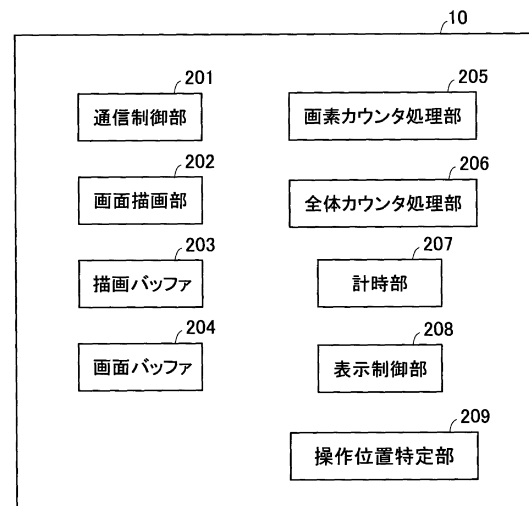 10
201
通信制御部
202
画面描画部
203
描画バッファ
204
画面バッファ
205
画素カウンタ処理部
206
全体カウンタ処理部
207
計時部
208
表示制御部
209
操作位置特定部